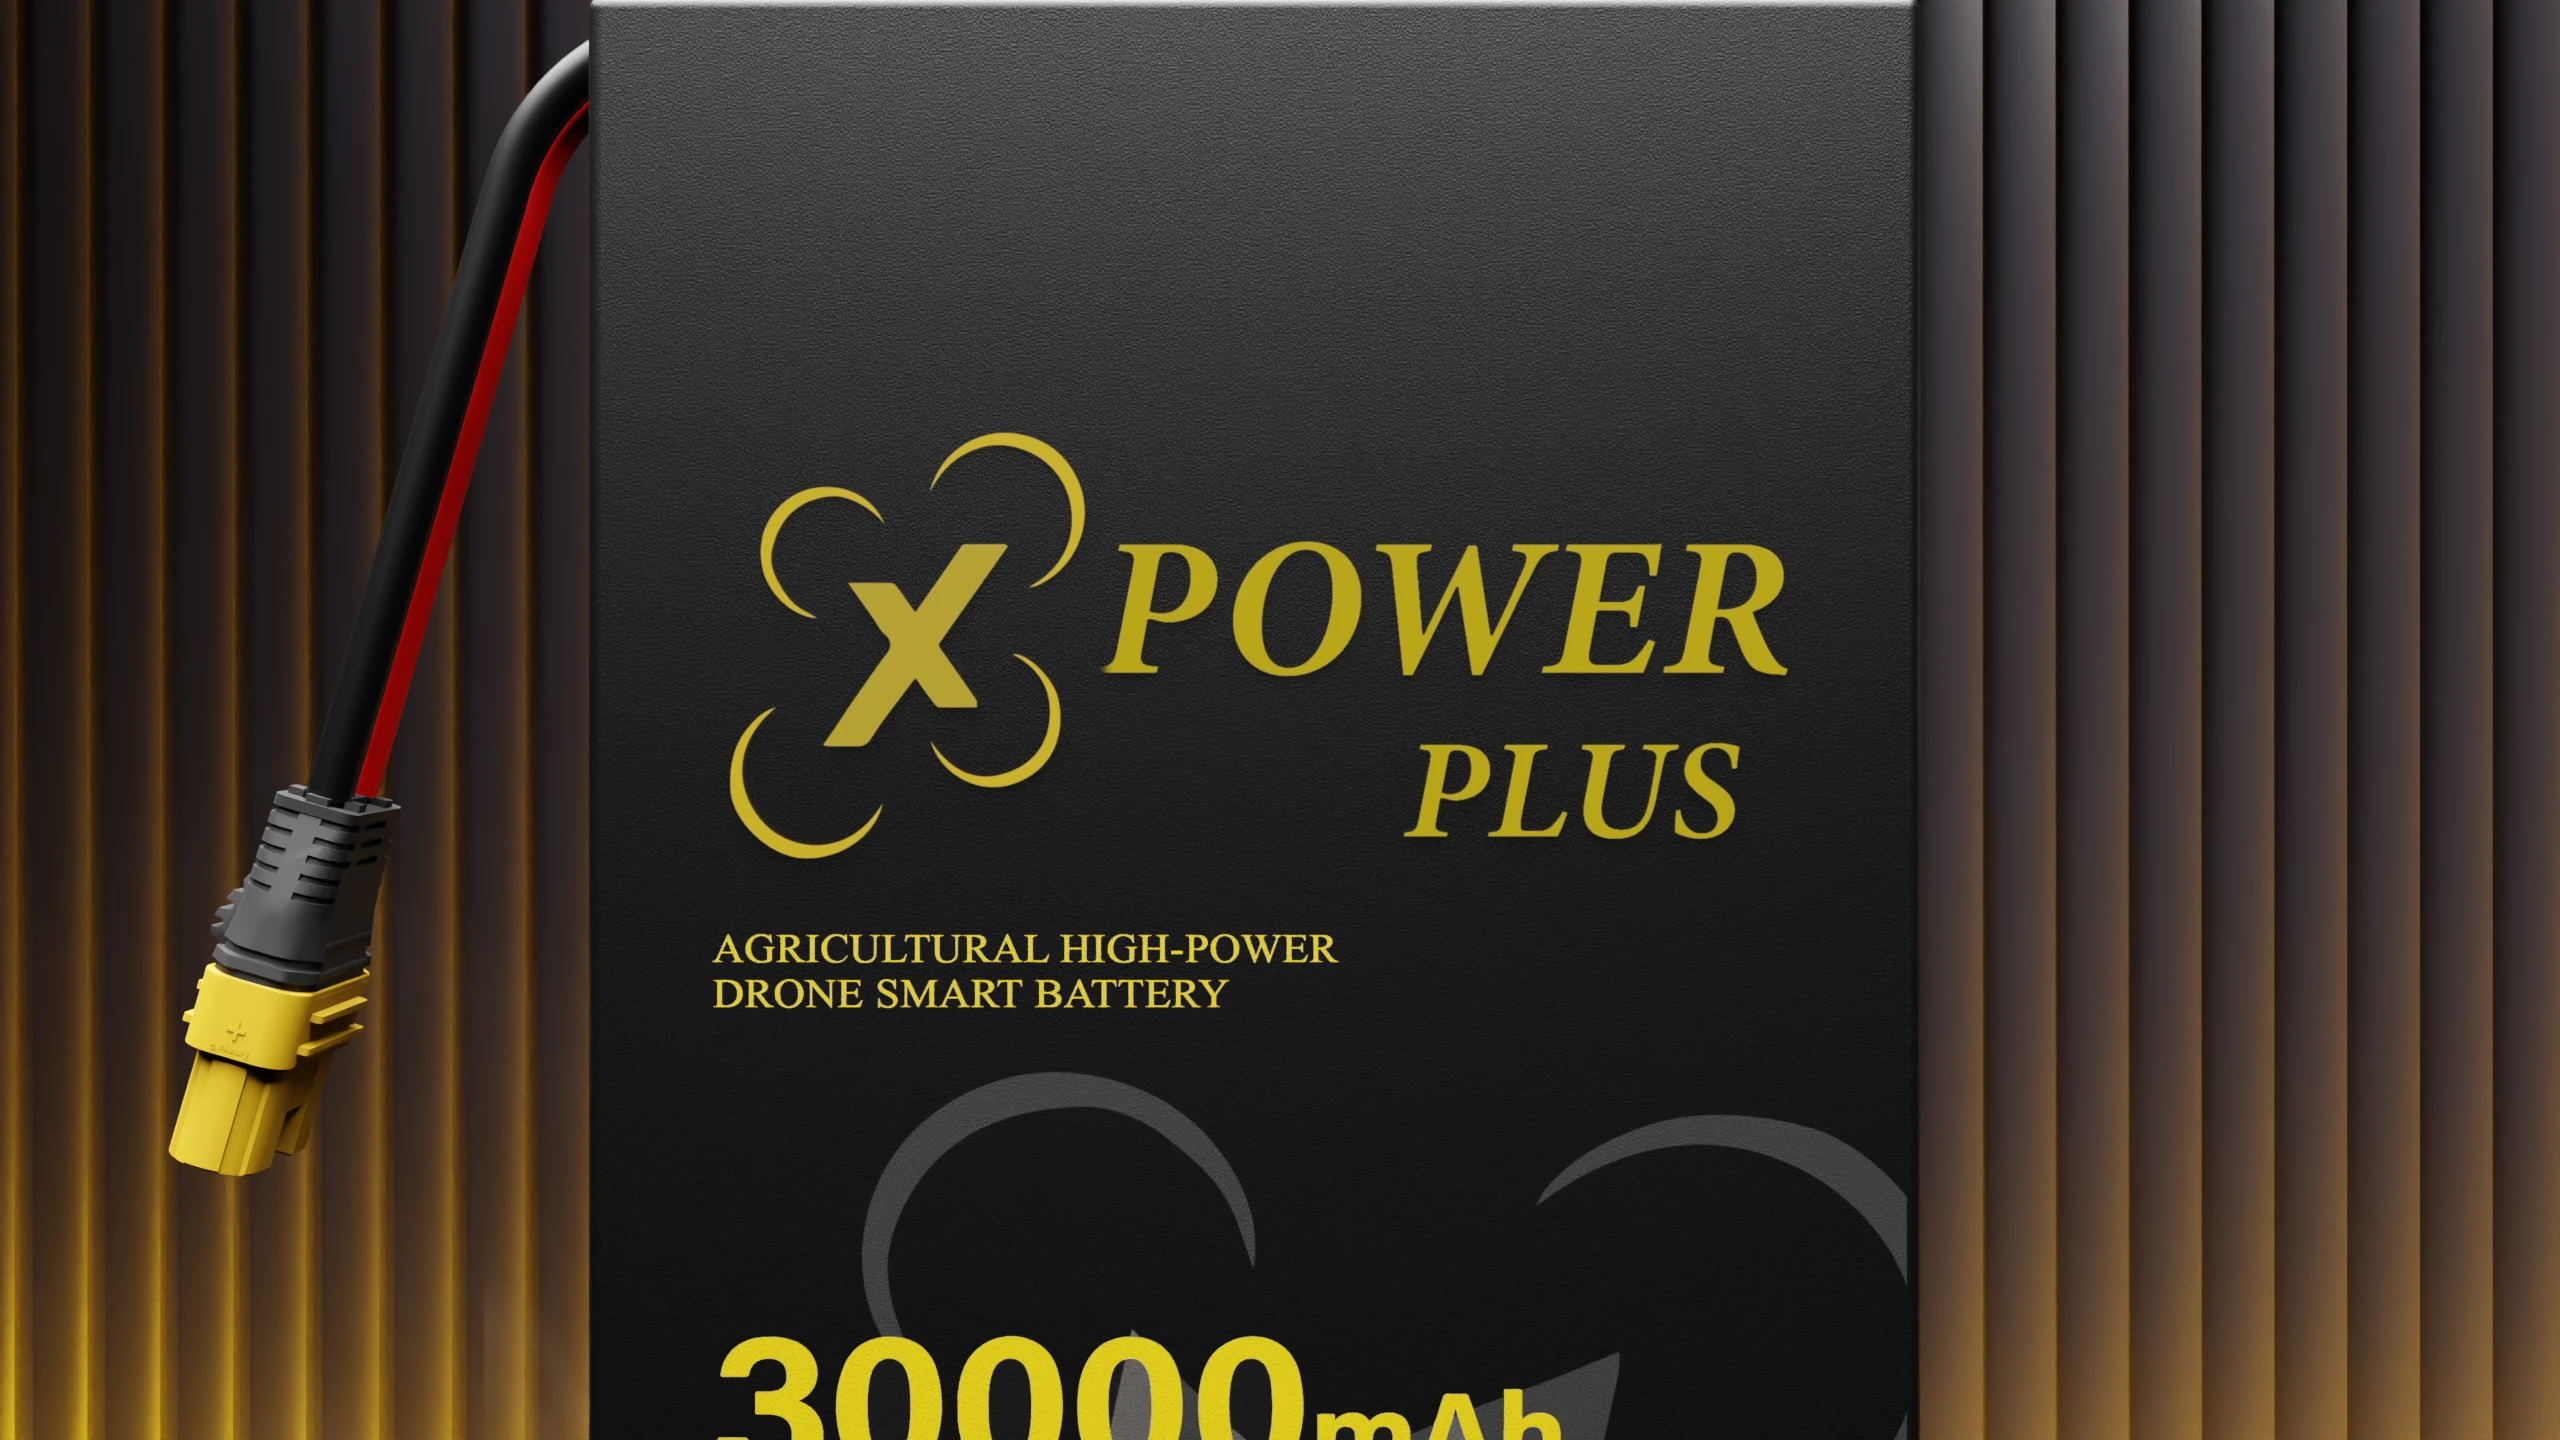 X POWER
PLUS
AGRICULTURAL HIGH-POWER
DRONE SMART BATTERY
30000mAh
+